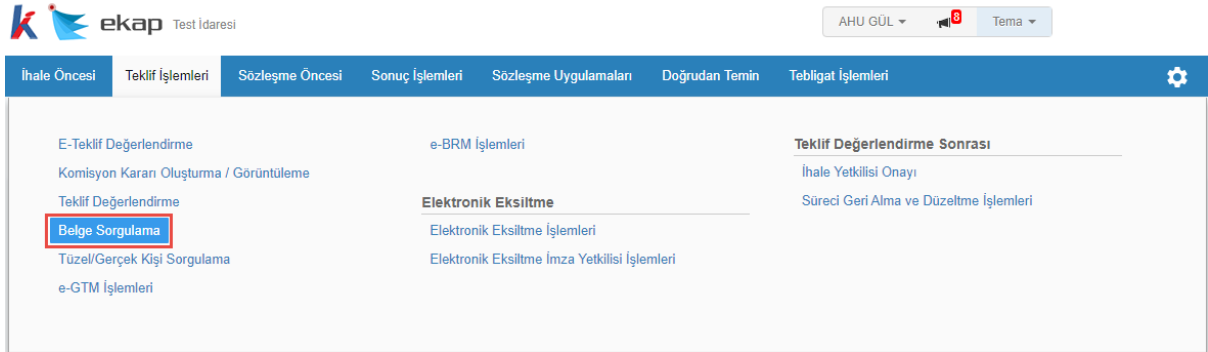 ekap Test İdaresi
AHU GÜL
8
Tema
İhale Öncesi
Teklif İşlemleri
Sözleşme Öncesi
Sonuç İşlemleri
Sözleşme Uygulamaları
Doğrudan Temin
Tebligat İşlemleri
E-Teklif Değerlendirme
Komisyon Kararı Oluşturma / Görüntüleme
Teklif Değerlendirme
Belge Sorgulama
Tüzel/Gerçek Kişi Sorgulama
e-GTM İşlemleri
e-BRM İşlemleri
Elektronik Eksiltme
Elektronik Eksiltme İşlemleri
Elektronik Eksiltme İmza Yetkilisi İşlemleri
Teklif Değerlendirme Sonrası
İhale Yetkilisi Onayı
Süreci Geri Alma ve Düzeltme İşlemleri